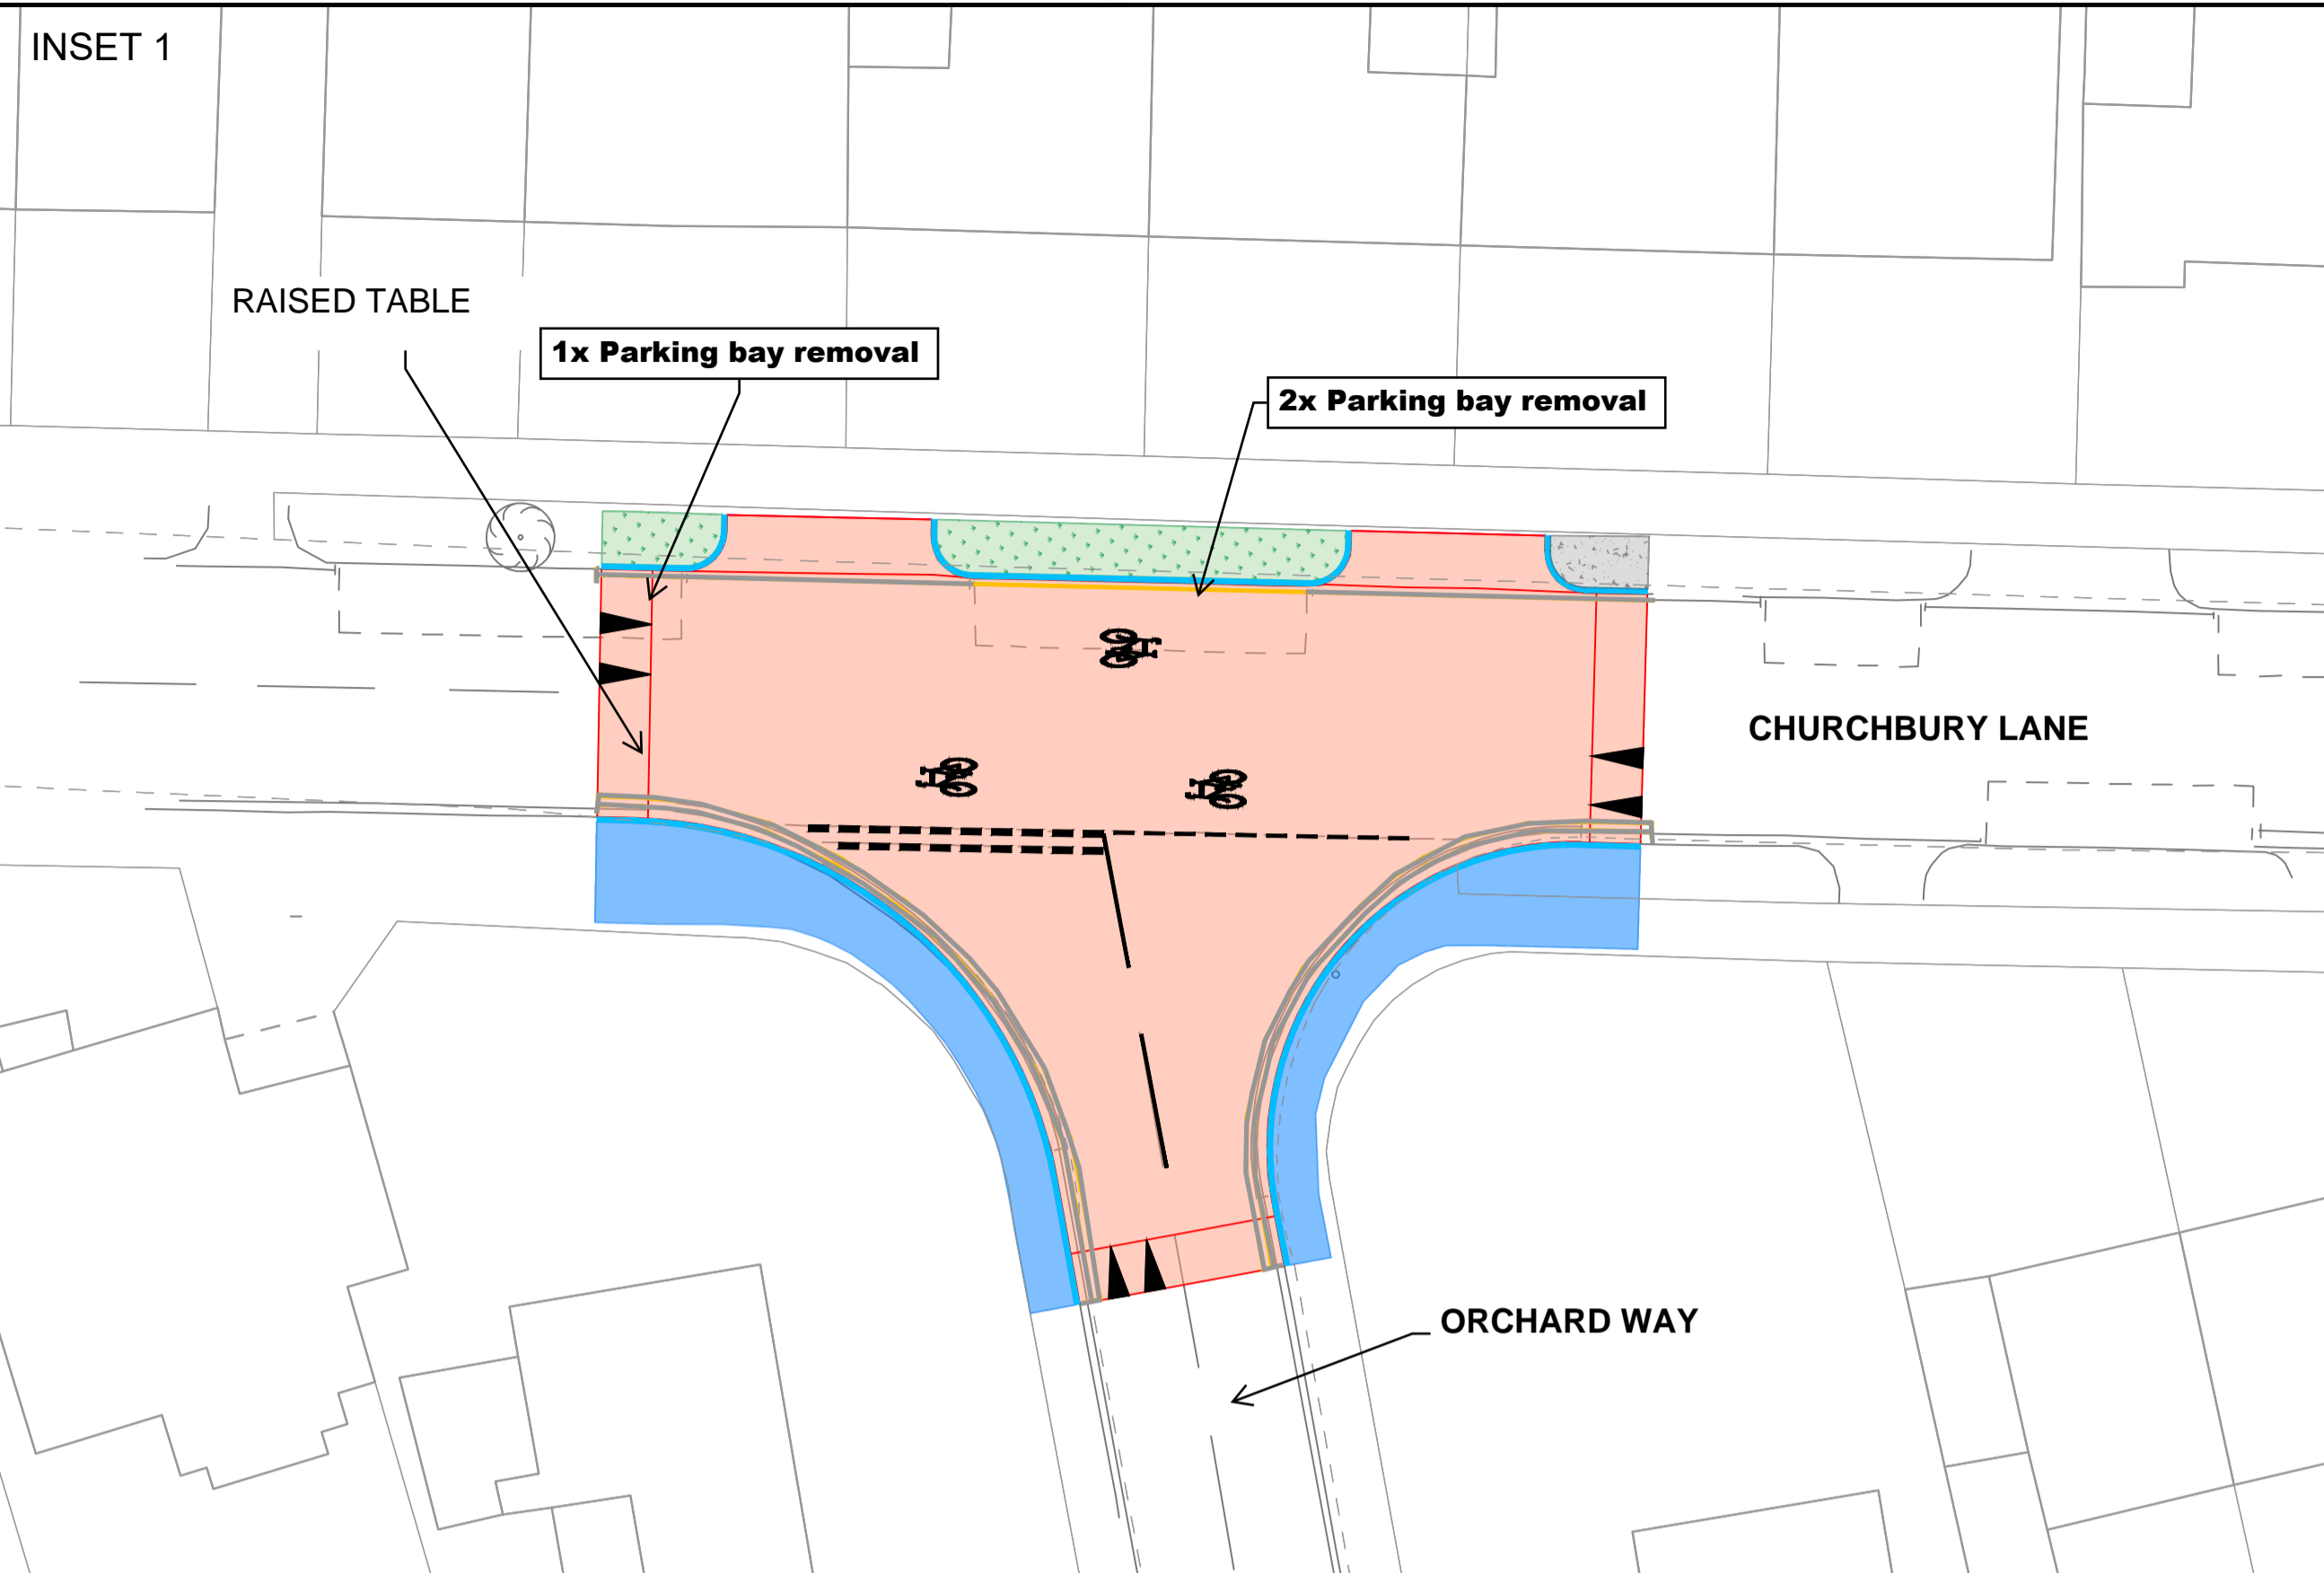 INSET 1
RAISED TABLE
1x Parking bay removal
2x Parking bay removal
CHURCHBURY LANE
ORCHARD WAY